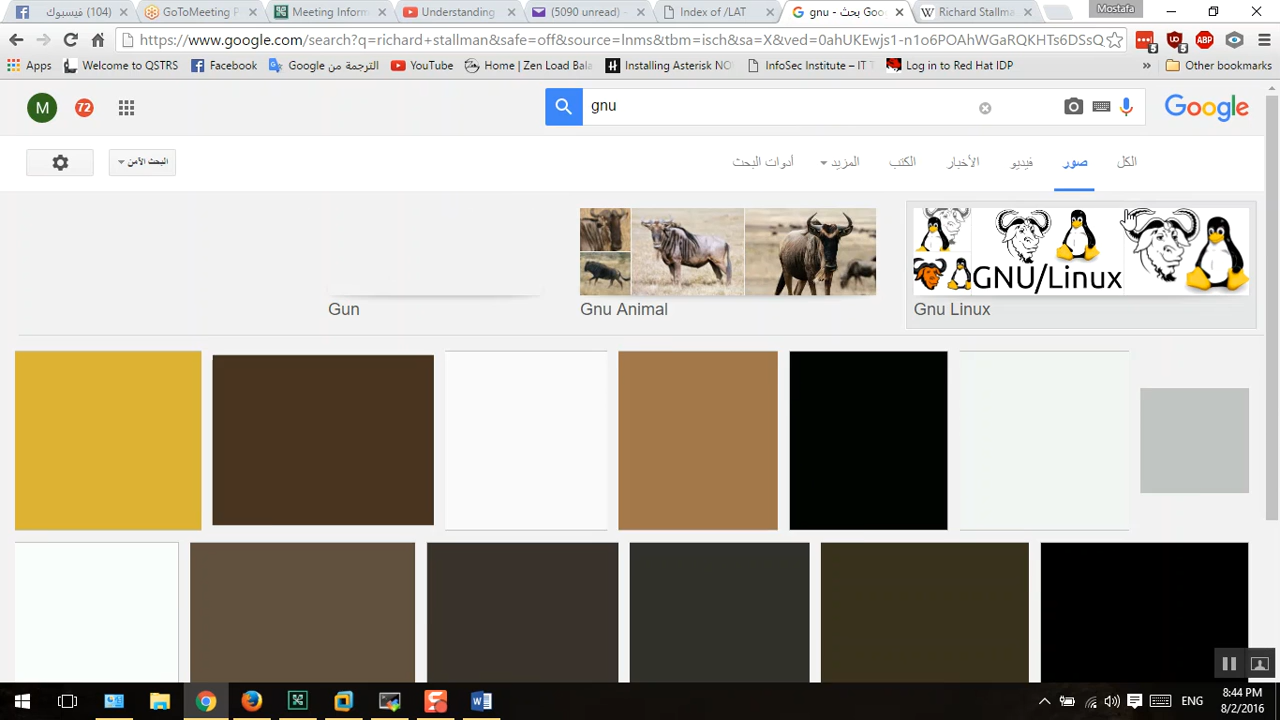 فيسبوك (104)
GoToMeeting P
Meeting Inform
Understanding
(5090 unread) -
Index of /LAT
gnu - بحث Goo
Richard Stallma
Mostafa
https://www.google.com/search?q=richard+stallman&safe=off&source=lnms&tbm=isch&sa=X&ved=0ahUKEwjs1-n1o6POAhWGaRQKHTs6DSsQ
5
5
ABP
Apps
Welcome to QSTRS
Facebook
الترجمة من Google
YouTube
Home | Zen Load Bala
Installing Asterisk NO
InfoSec Institute – IT T
Log in to Red Hat IDP
»
Other bookmarks
M
72
gnu
Google
الكل
صور
فيديو
الأخبار
الكتب
المزيد
أدوات البحث
البحث الآمن
GNU/Linux
Gun
Gnu Animal
Gnu Linux
ENG
8:44 PM
8/2/2016